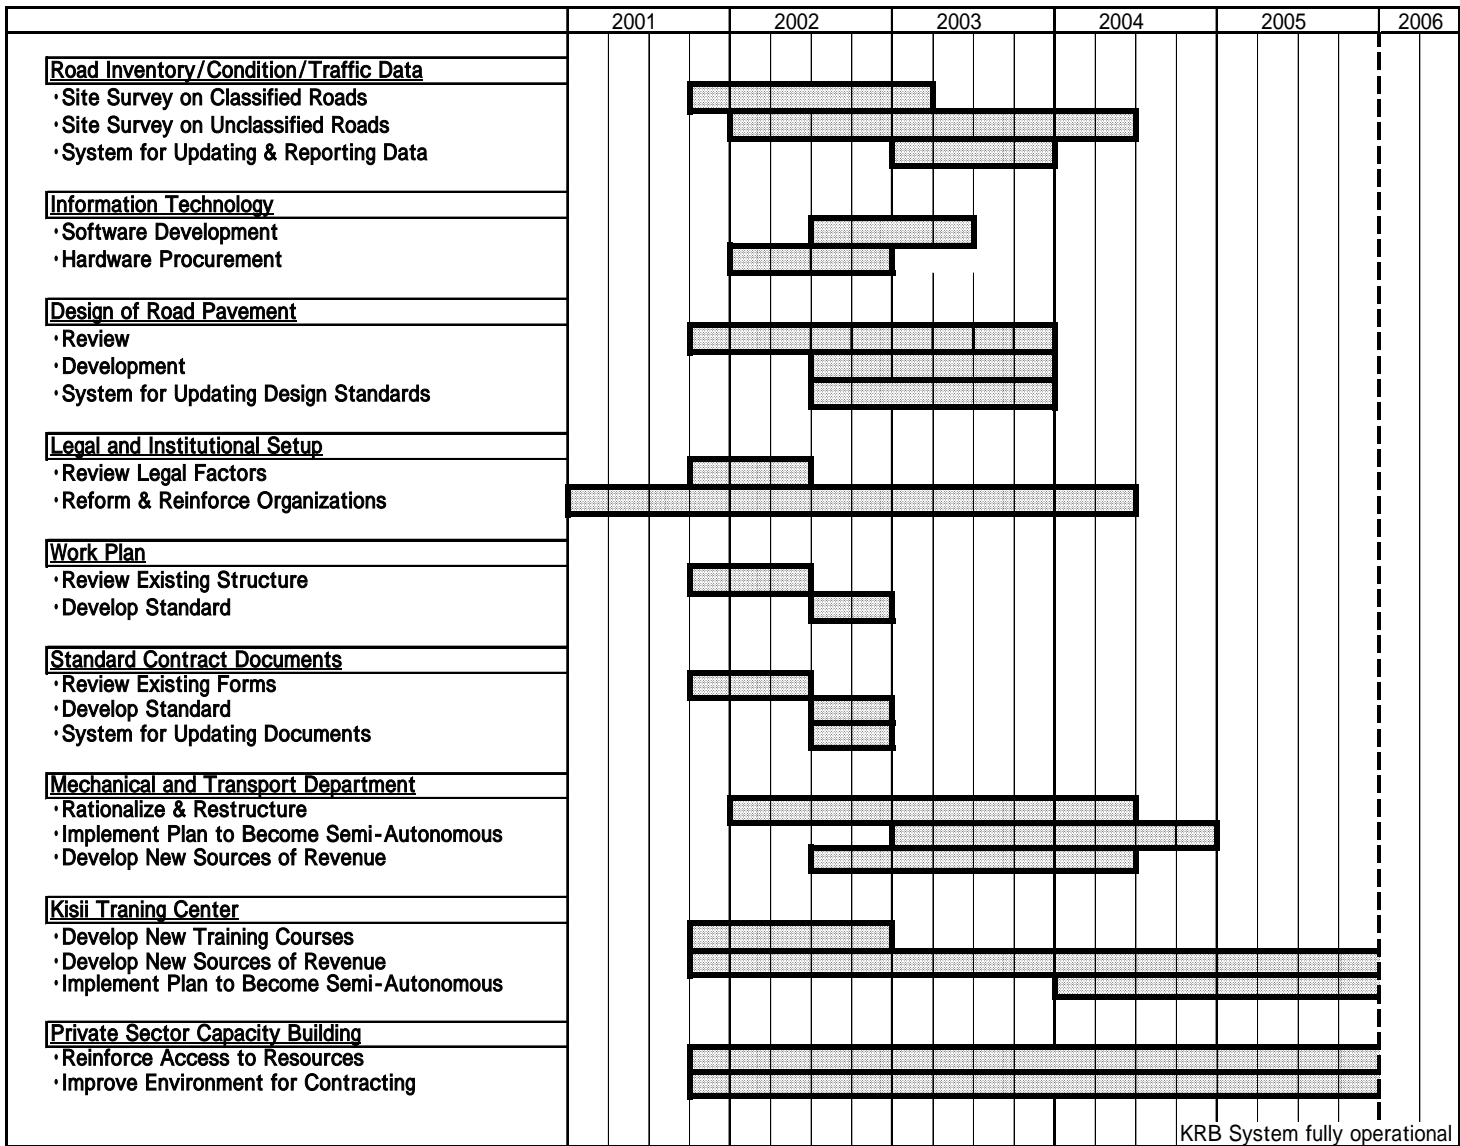 2001 2002 2003 2004 2005 2006
Road Inventory/Condition/Traffic Data
・Site Survey on Classified Roads
・Site Survey on Unclassified Roads
・System for Updating & Reporting Data
Information Technology
・Software Development
・Hardware Procurement
Design of Road Pavement
・Review
・Development
・System for Updating Design Standards
Legal and Institutional Setup
・Review Legal Factors
・Reform & Reinforce Organizations
Work Plan
・Review Existing Structure
・Develop Standard
Standard Contract Documents
・Review Existing Forms
・Develop Standard
・System for Updating Documents
Mechanical and Transport Department
・Rationalize & Restructure
・Implement Plan to Become Semi-Autonomous
・Develop New Sources of Revenue
Kisii Traning Center
・Develop New Training Courses
・Develop New Sources of Revenue
・Implement Plan to Become Semi-Autonomous
Private Sector Capacity Building
・Reinforce Access to Resources
・Improve Environment for Contracting
KRB System fully operational